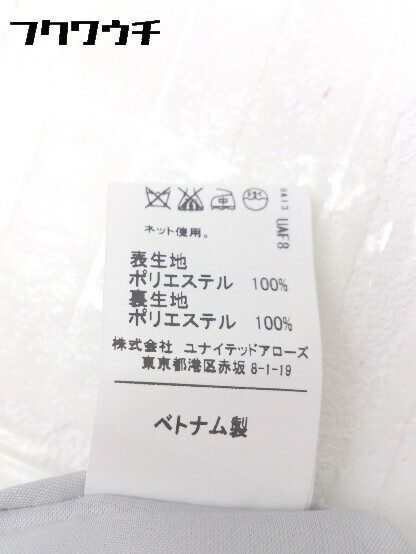 フクワウチ
ネット使用。
表生地
ポリエステル 100%
裏生地
ポリエステル 100%
株式会社 ユナイテッドアローズ
東京都港区赤坂 8-1-19
ベトナム製
UAF8